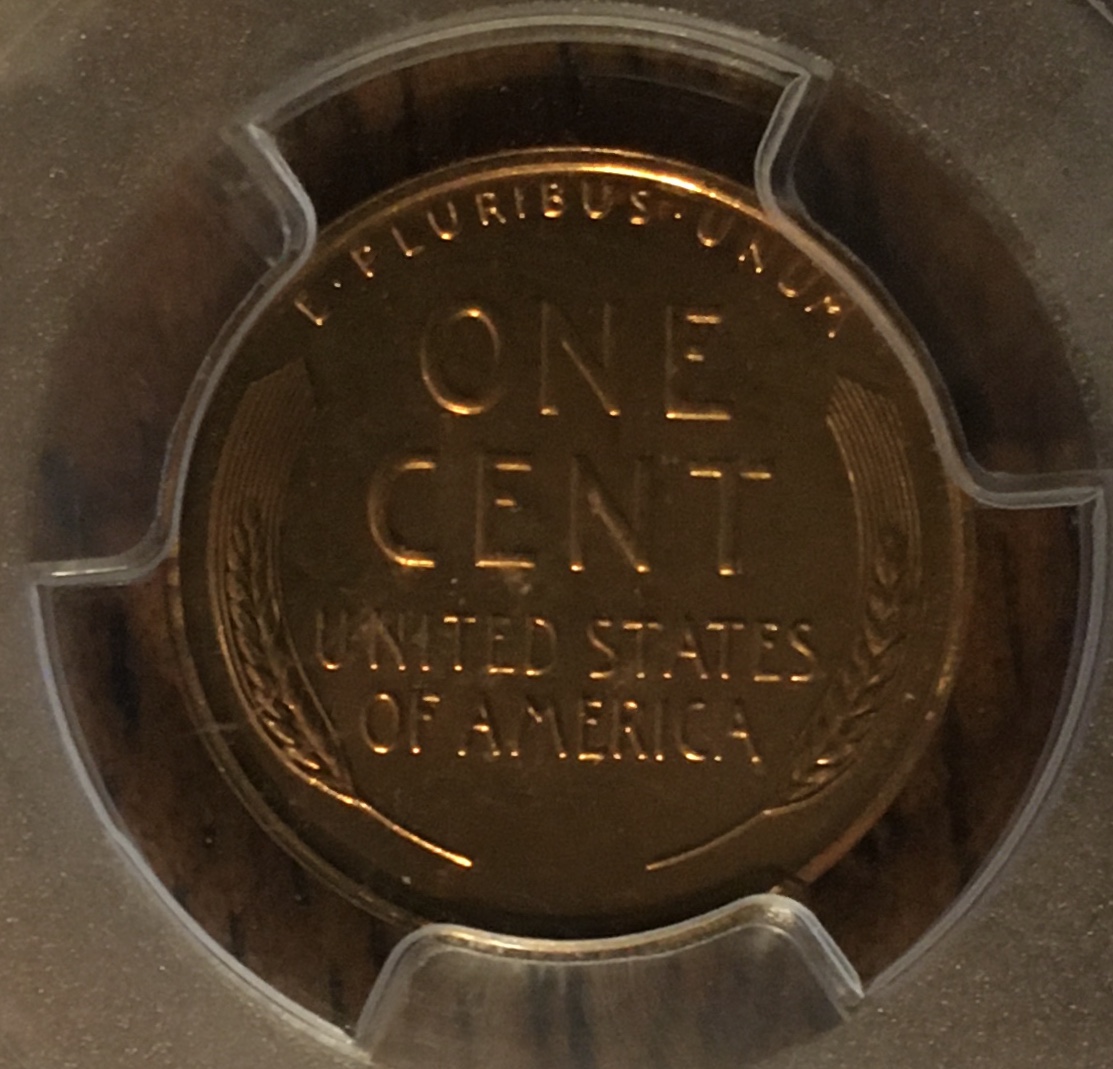 E·PLURIBUS·UNUM
ONE
CENT
UNITED STATES
OF AMERICA